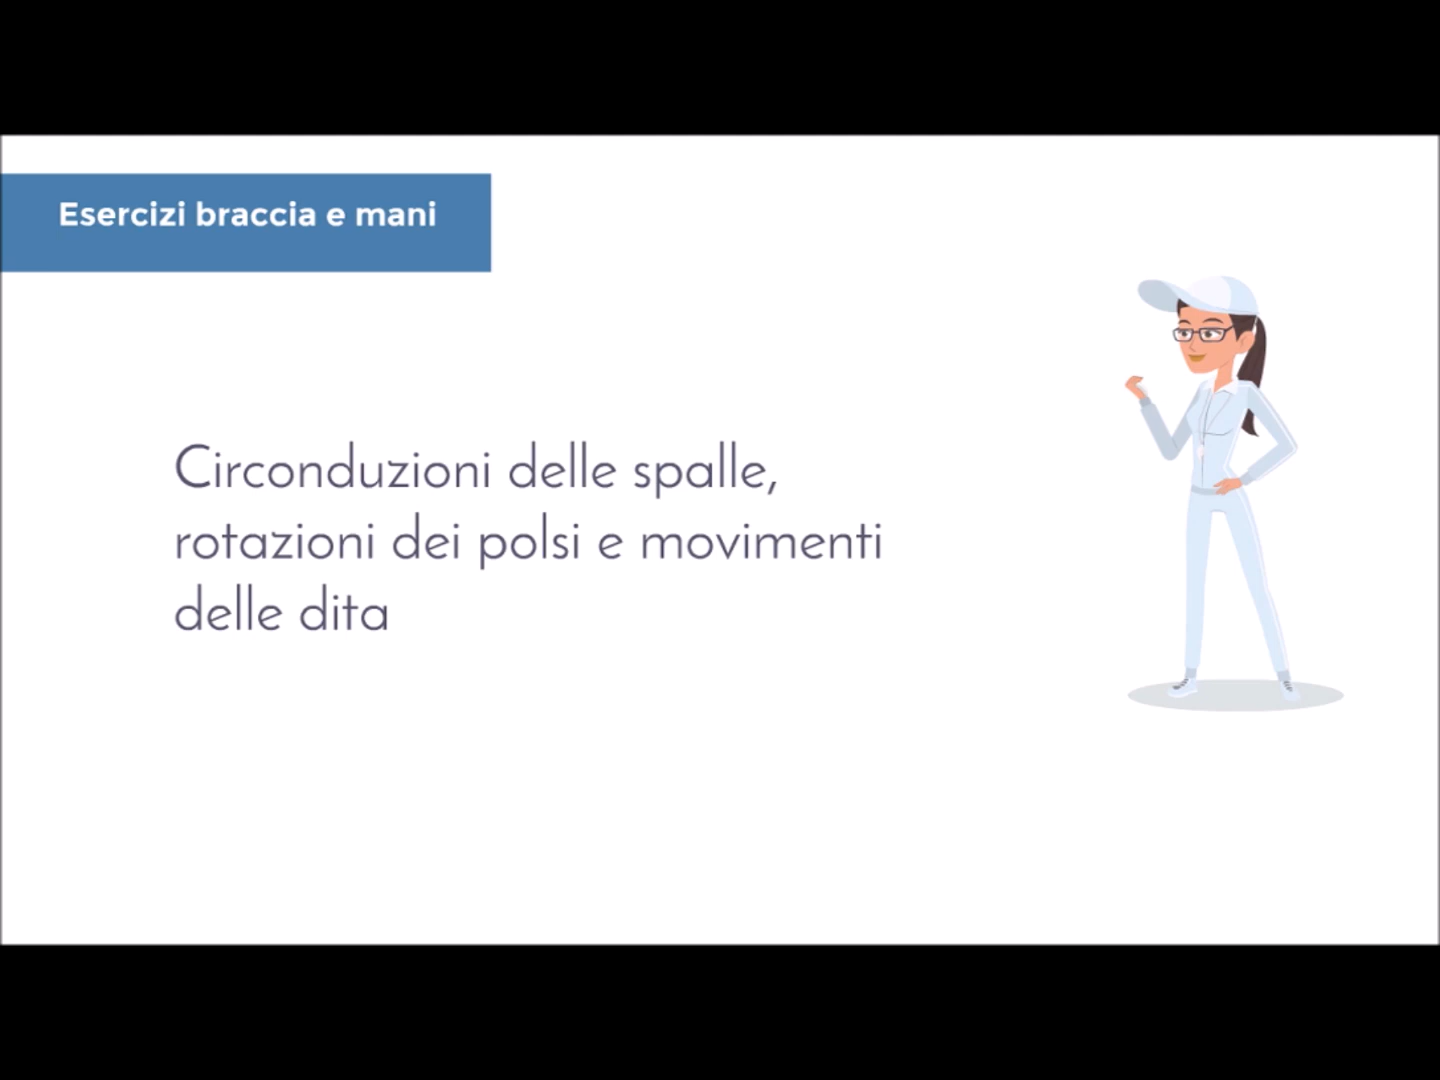 Esercizi braccia e mani
Circonduzioni delle spalle,
rotazioni dei polsi e movimenti
delle dita